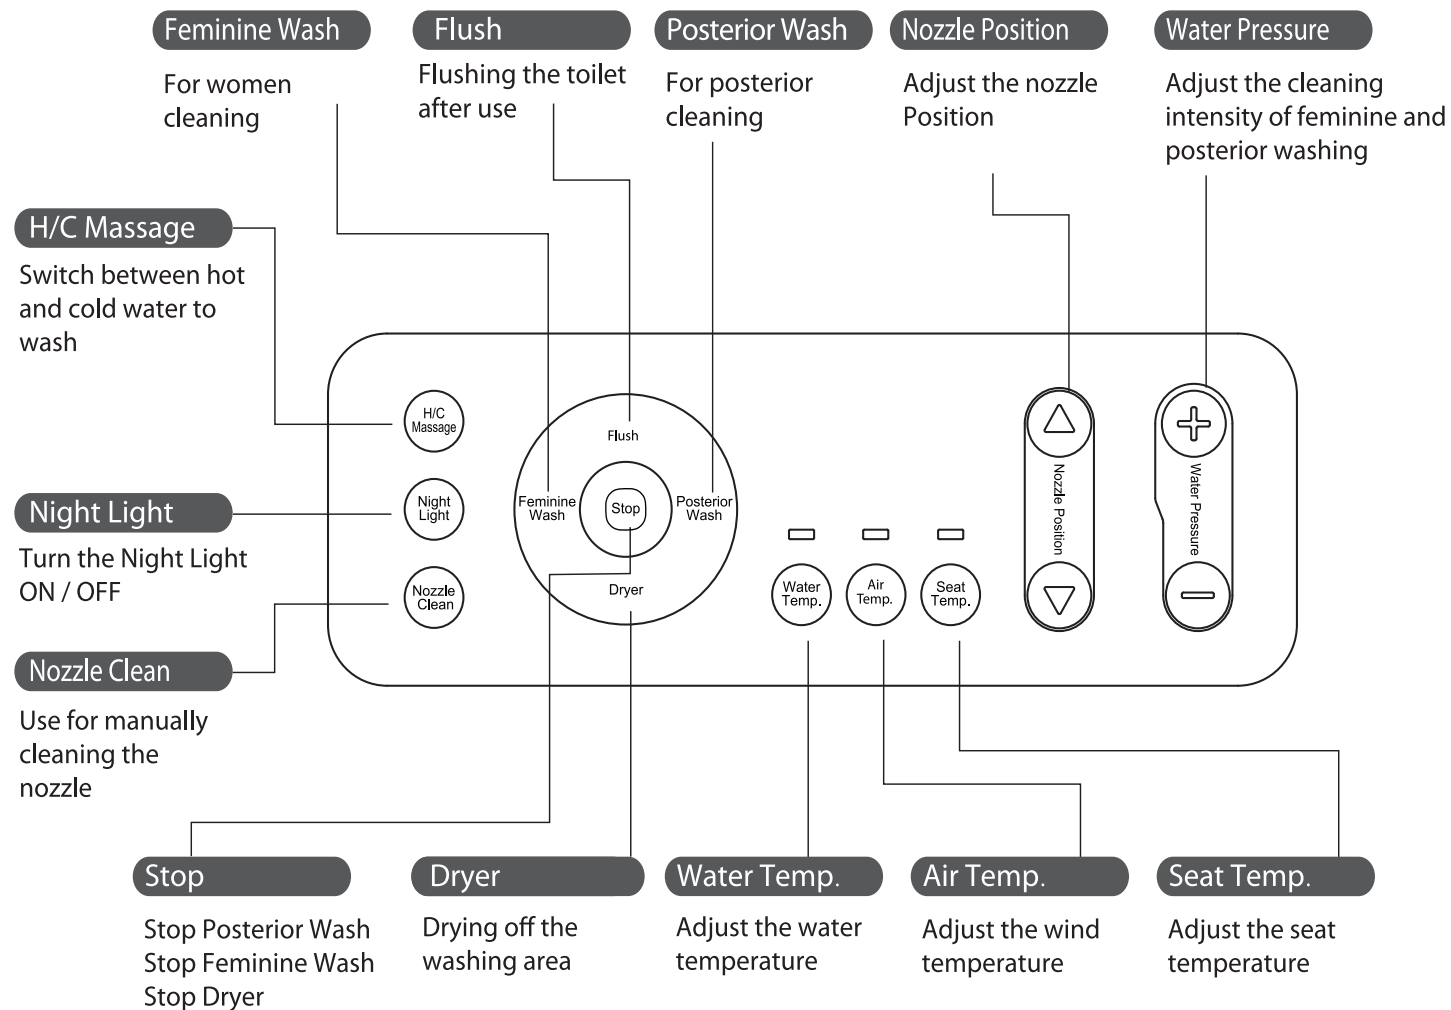 Feminine Wash
For women
cleaning
Flush
Flushing the toilet
after use
Posterior Wash
For posterior
cleaning
Nozzle Position
Adjust the nozzle
Position
Water Pressure
Adjust the cleaning
intensity of feminine and
posterior washing
H/C Massage
Switch between hot
and cold water to
wash
Night Light
Turn the Night Light
ON / OFF
Nozzle Clean
Use for manually
cleaning the
nozzle
H/C
Massage
Night
Light
Nozzle
Clean
Flush
Feminine
Wash
Stop
Posterior
Wash
Dryer
Water
Temp.
Air
Temp.
Seat
Temp.
Nozzle Position
Water Pressure
Stop
Stop Posterior Wash
Stop Feminine Wash
Stop Dryer
Dryer
Drying off the
washing area
Water Temp.
Adjust the water
temperature
Air Temp.
Adjust the wind
temperature
Seat Temp.
Adjust the seat
temperature